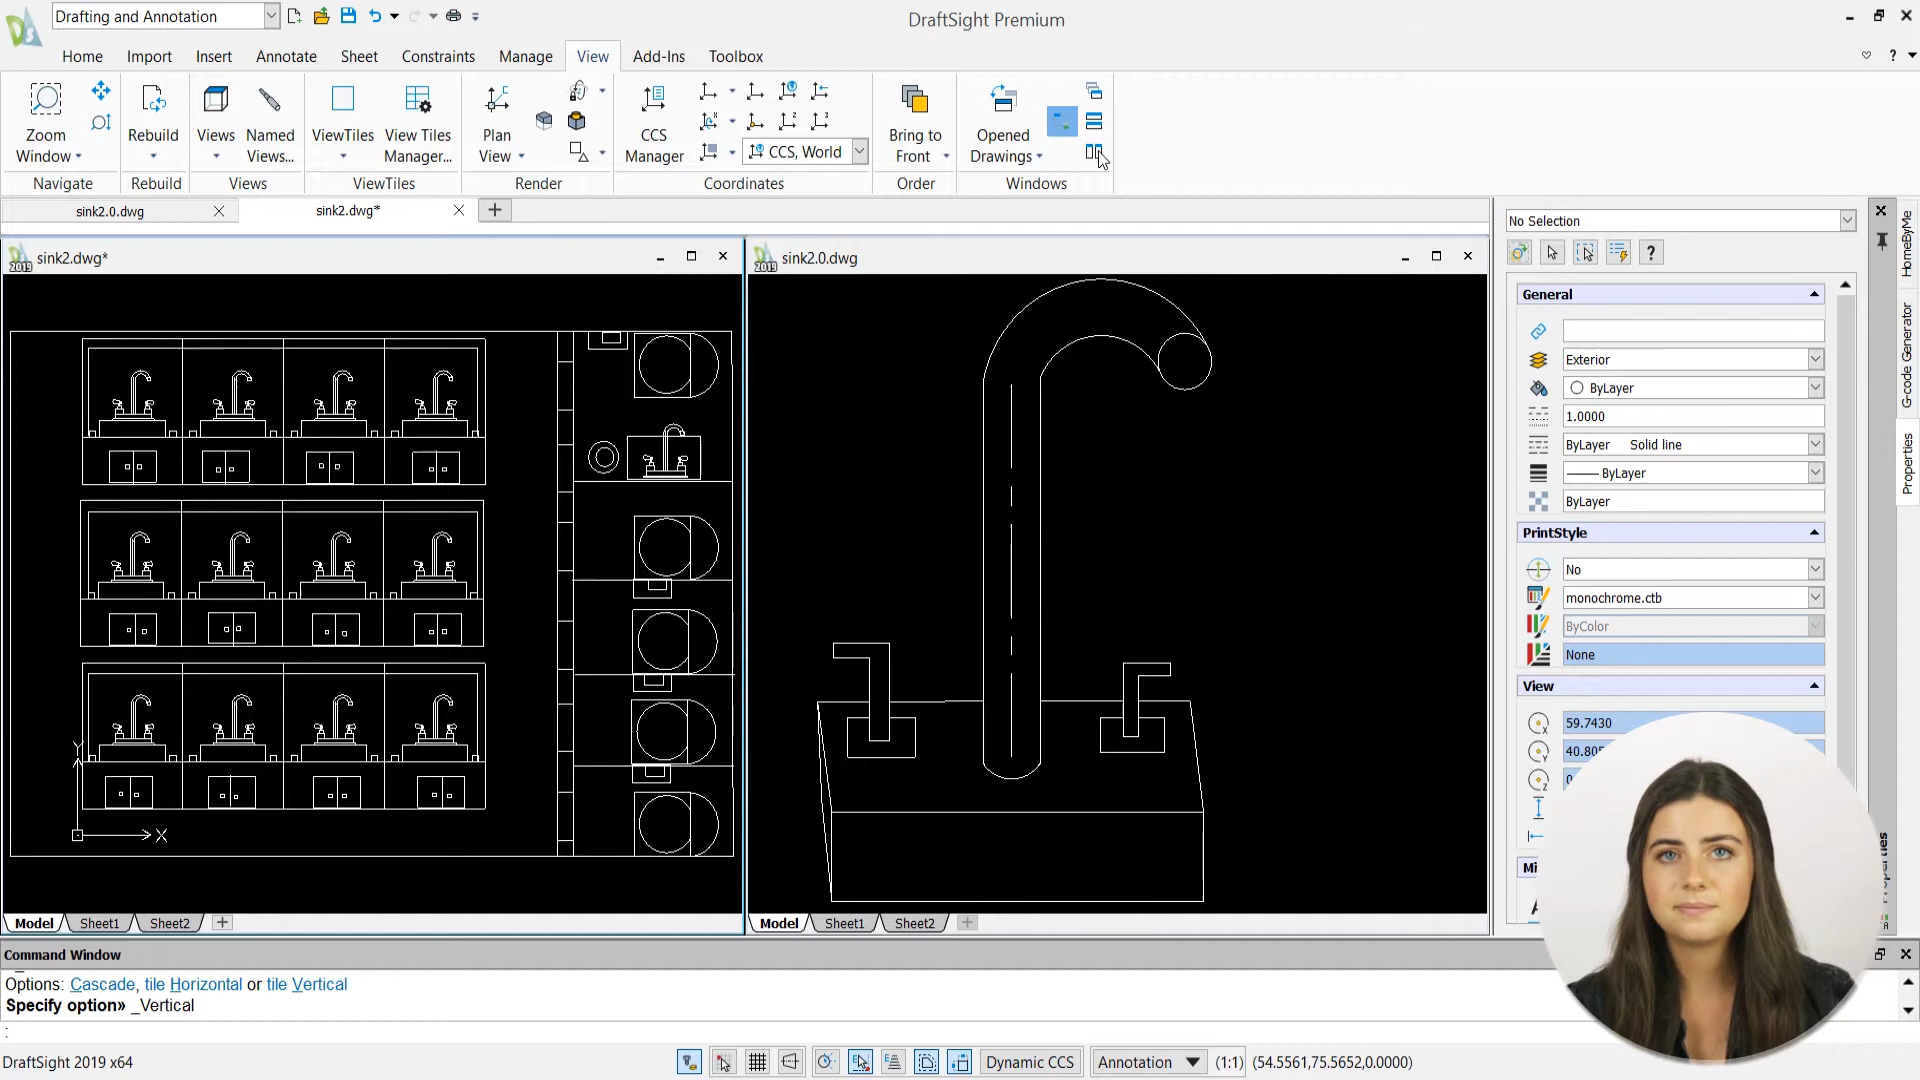 Drafting and Annotation
DraftSight Premium
Home Import Insert Annotate Sheet Constraints Manage View Add-Ins Toolbox
Zoom Window
Rebuild
Views
Named Views...
ViewTiles
View Tiles Manager...
Plan View
CCS Manager
CCS, World
Bring to Front
Opened Drawings
Navigate Rebuild Views ViewTiles Render Coordinates Order Windows
sink2.0.dwg sink2.dwg*
No Selection
sink2.dwg*
sink2.0.dwg
2019
2019
HomeByMe
G-code Generator
Properties
General
Exterior
ByLayer
1.0000
ByLayer Solid line
ByLayer
ByLayer
PrintStyle
No
monochrome.ctb
ByColor
None
View
59.7430
Y
X
Model Sheet1 Sheet2
Model Sheet1 Sheet2
Command Window
Options: Cascade, tile Horizontal or tile Vertical
Specify option» _Vertical
:
DraftSight 2019 x64
Dynamic CCS
Annotation
(1:1)
(54.5561,75.5652,0.0000)